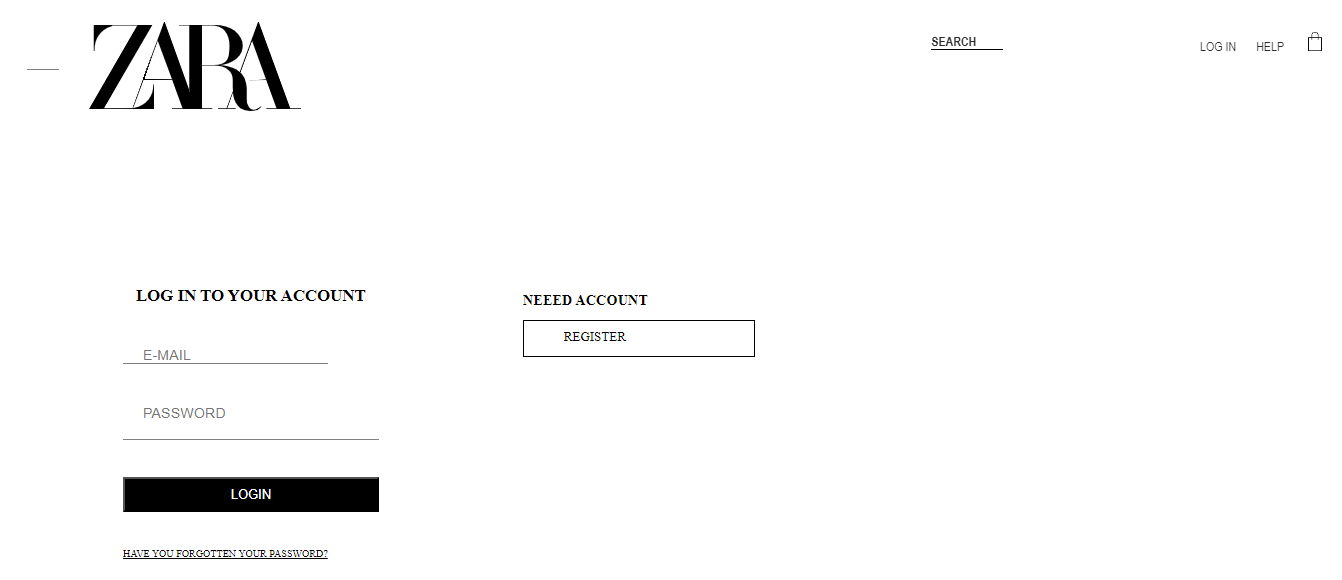 ZARA
SEARCH
LOG IN
HELP
LOG IN TO YOUR ACCOUNT
E-MAIL
PASSWORD
LOGIN
HAVE YOU FORGOTTEN YOUR PASSWORD?
NEEED ACCOUNT
REGISTER